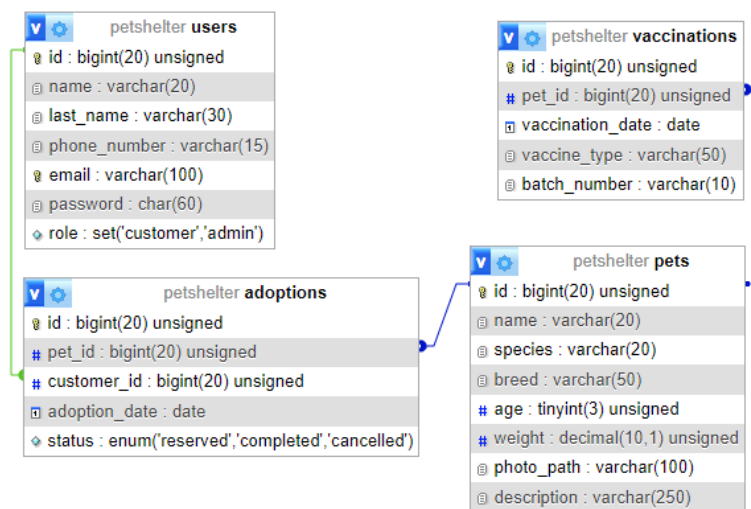 petshelter users
id : bigint(20) unsigned
name : varchar(20)
last_name : varchar(30)
phone_number : varchar(15)
email : varchar(100)
password : char(60)
role : set('customer','admin')
petshelter vaccinations
id : bigint(20) unsigned
pet_id : bigint(20) unsigned
vaccination_date : date
vaccine_type : varchar(50)
batch_number : varchar(10)
petshelter adoptions
id : bigint(20) unsigned
pet_id : bigint(20) unsigned
customer_id : bigint(20) unsigned
adoption_date : date
status : enum('reserved','completed','cancelled')
petshelter pets
id : bigint(20) unsigned
name : varchar(20)
species : varchar(20)
breed : varchar(50)
age : tinyint(3) unsigned
weight : decimal(10,1) unsigned
photo_path : varchar(100)
description : varchar(250)